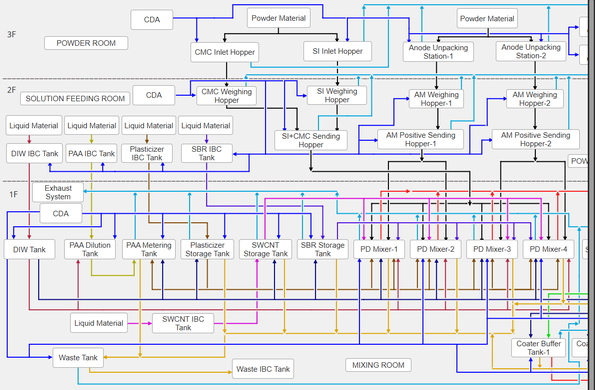 3F
CDA
POWDER ROOM
Powder Material
Powder Material
CMC Inlet Hopper
SI Inlet Hopper
Anode Unpacking
Station-1
Anode Unpacking
Station-2
2F
SOLUTION FEEDING ROOM
CDA
CMC Weighing
Hopper
SI Weighing
Hopper
AM Weighing
Hopper-1
AM Weighing
Hopper-2
Liquid Material
Liquid Material
Liquid Material
Liquid Material
SI+CMC Sending
Hopper
AM Positive Sending
Hopper-1
AM Positive Sending
Hopper-2
DIW IBC Tank
PAA IBC Tank
Plasticizer
IBC Tank
SBR IBC
Tank
POW
1F
Exhaust
System
CDA
DIW Tank
PAA Dilution
Tank
PAA Metering
Tank
Plasticizer
Storage Tank
SWCNT
Storage Tank
SBR Storage
Tank
PD Mixer-1
PD Mixer-2
PD Mixer-3
PD Mixer-4
Liquid Material
SWCNT IBC
Tank
Waste Tank
Waste IBC Tank
MIXING ROOM
Coater Buffer
Tank-1